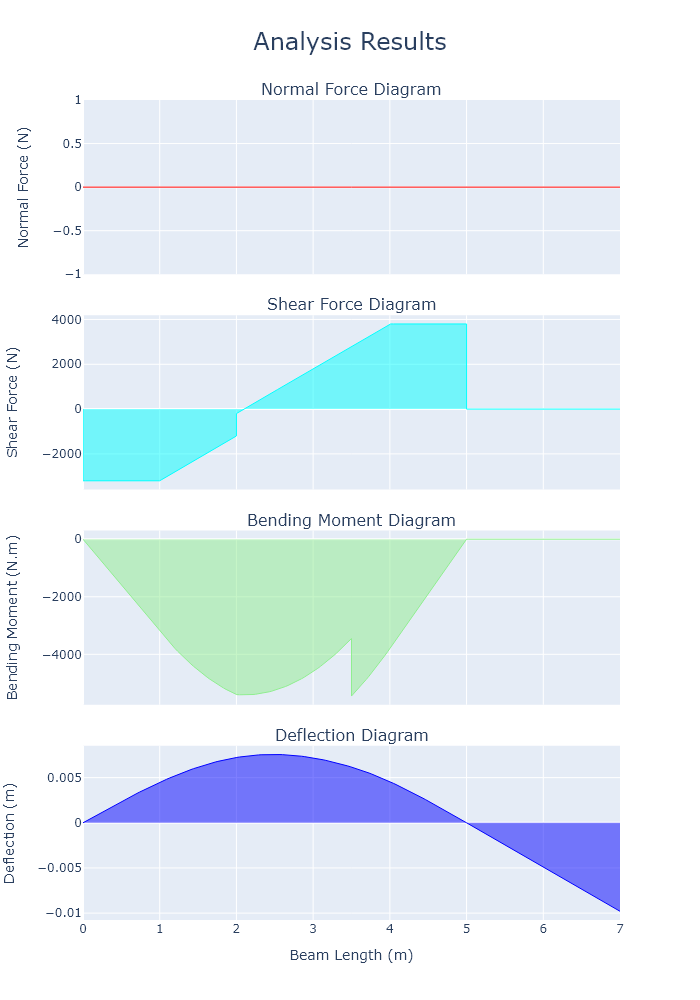 Analysis Results
Normal Force Diagram
Normal Force (N)
1
0.5
0
−0.5
−1
Shear Force Diagram
Shear Force (N)
4000
2000
0
−2000
Bending Moment Diagram
Bending Moment (N.m)
0
−2000
−4000
Deflection Diagram
Deflection (m)
0.005
0
−0.005
−0.01
0 1 2 3 4 5 6 7
Beam Length (m)